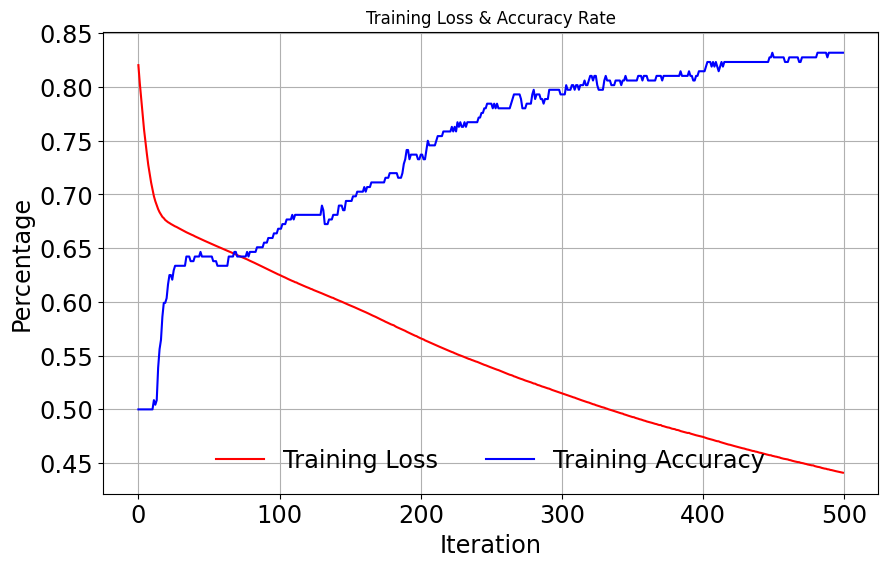 Training Loss & Accuracy Rate
0.85
0.80
0.75
0.70
0.65
0.60
0.55
0.50
0.45
Percentage
Training Loss Training Accuracy
0 100 200 300 400 500
Iteration